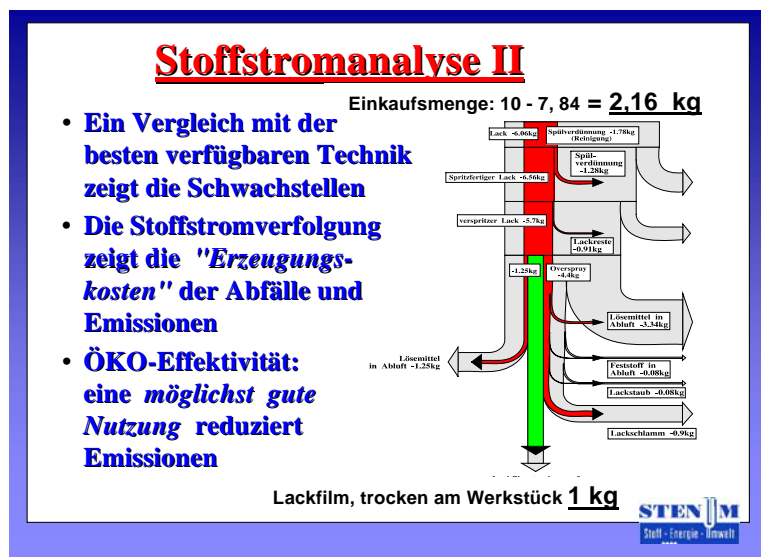 Stoffstromanalyse II
Einkaufsmenge: 10 - 7, 84 = 2,16 kg
• Ein Vergleich mit der
besten verfügbaren Technik
zeigt die Schwachstellen
• Die Stoffstromverfolgung
zeigt die "Erzeugungs-
kosten" der Abfälle und
Emissionen
• ÖKO-Effektivität:
eine möglichst gute
Nutzung reduziert
Emissionen
Lack -6.06kg
Spülverdünnung -1.78kg
(Reinigung)
Spül-
verdünnung
-1.28kg
Spritzfertiger Lack -6.56kg
verspritzer Lack -5.7kg
Lackreste
-0.91kg
-1.25kg
Overspray
-4.4kg
Lösemittel in
Abluft -3.34kg
Lösemittel
in Abluft -1.25kg
Feststoff in
Abluft -0.08kg
Lackstaub -0.08kg
Lackschlamm -0.9kg
Lackfilm, trocken am Werkstück 1 kg
STENUM
Stoff - Energie - Umwelt